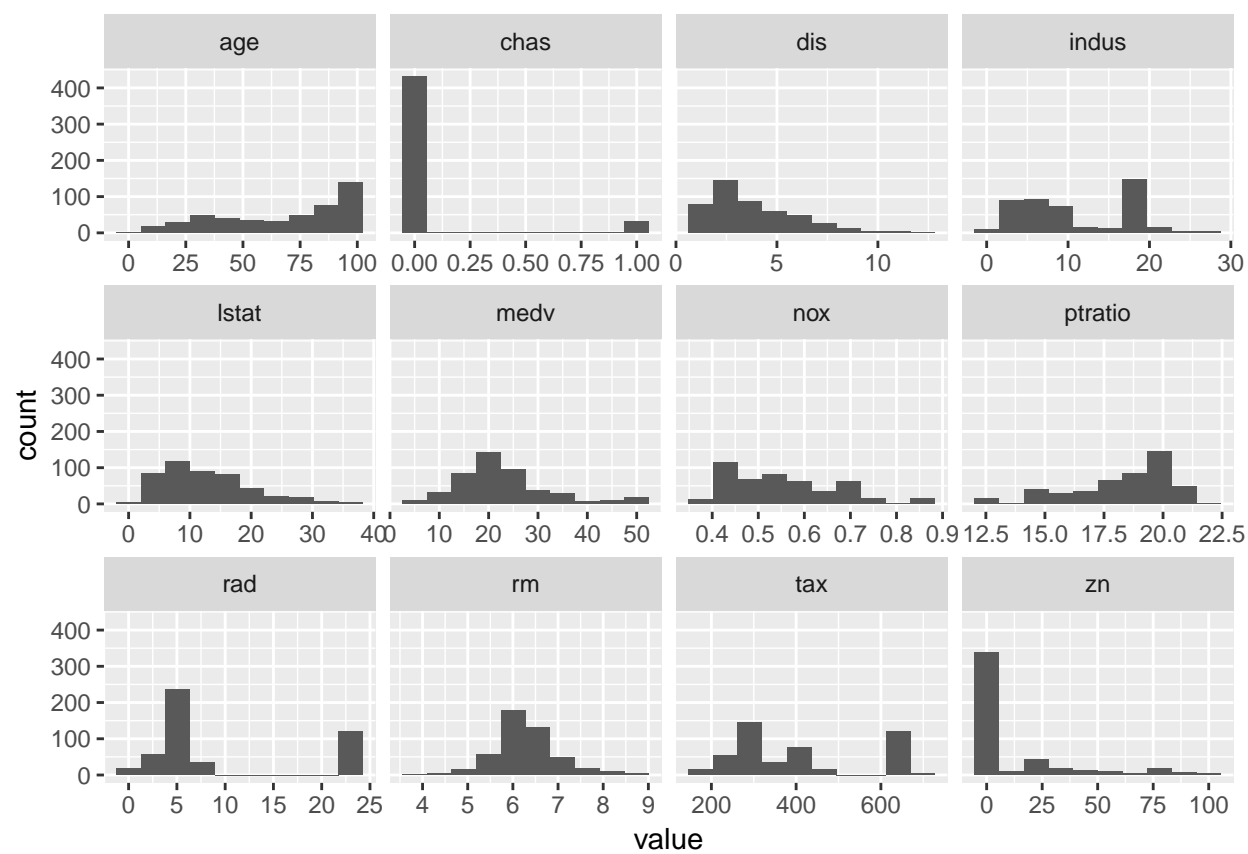 age chas dis indus
400
300
200
100
0
0 25 50 75 100 0.00 0.25 0.50 0.75 1.00 0 5 10 0 10 20 30
lstat medv nox ptratio
400
300
200
100
0
0 10 20 30 40 0 10 20 30 40 50 0.4 0.5 0.6 0.7 0.8 0.9 12.5 15.0 17.5 20.0 22.5
rad rm tax zn
400
300
200
100
0
0 5 10 15 20 25 4 5 6 7 8 9 200 400 600 0 25 50 75 100
count
value